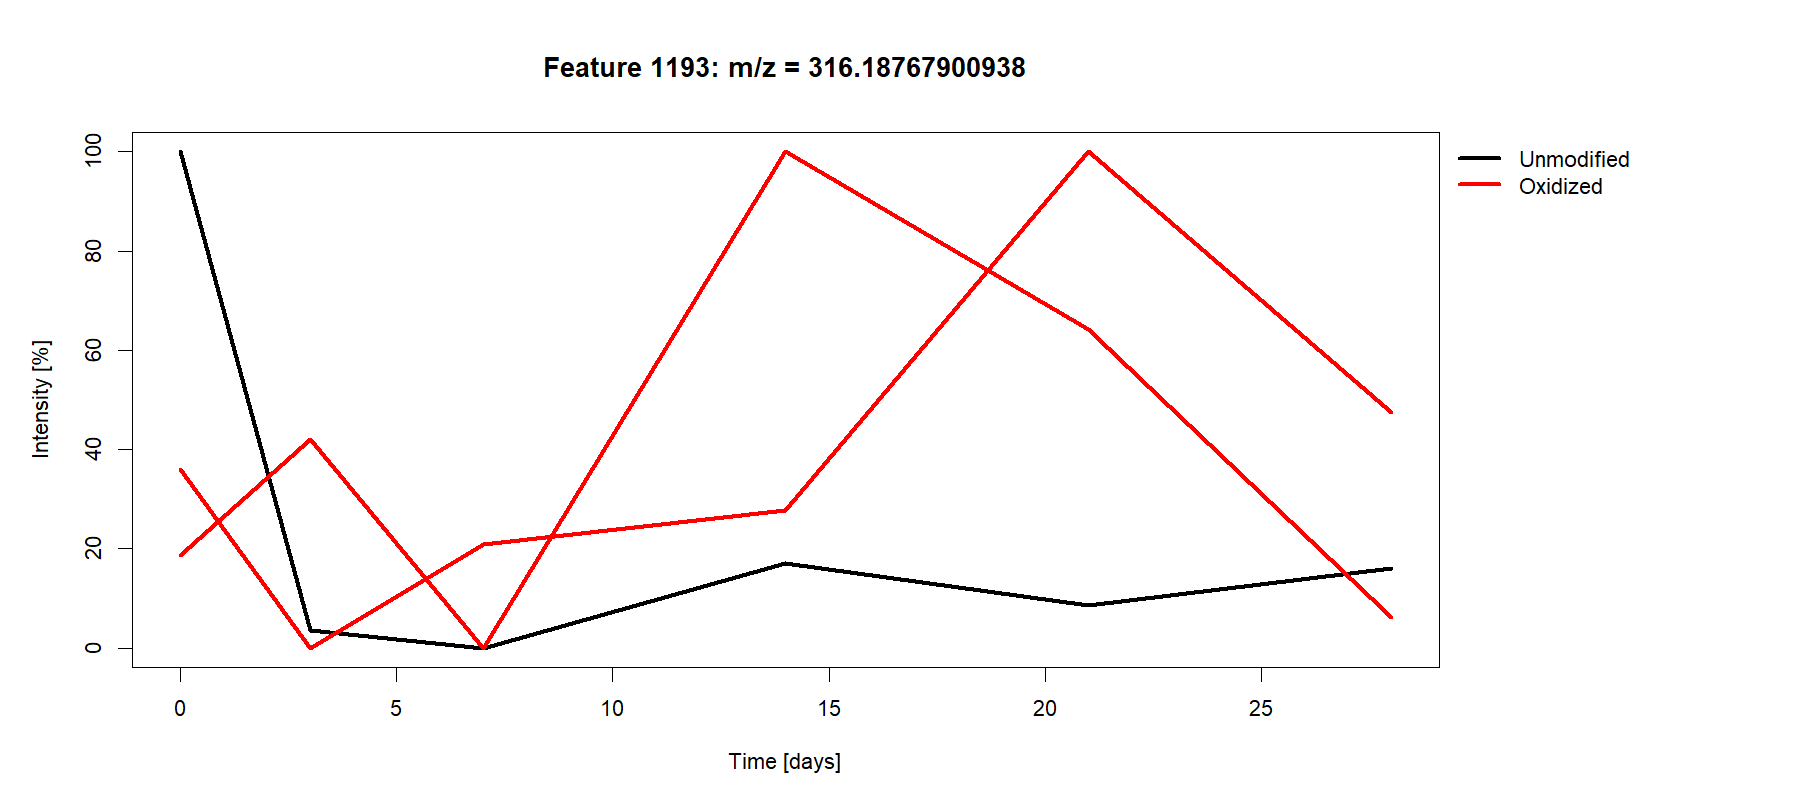 Feature 1193: m/z = 316.18767900938
Unmodified
Oxidized
Intensity [%]
100
80
60
40
20
0
0 5 10 15 20 25
Time [days]